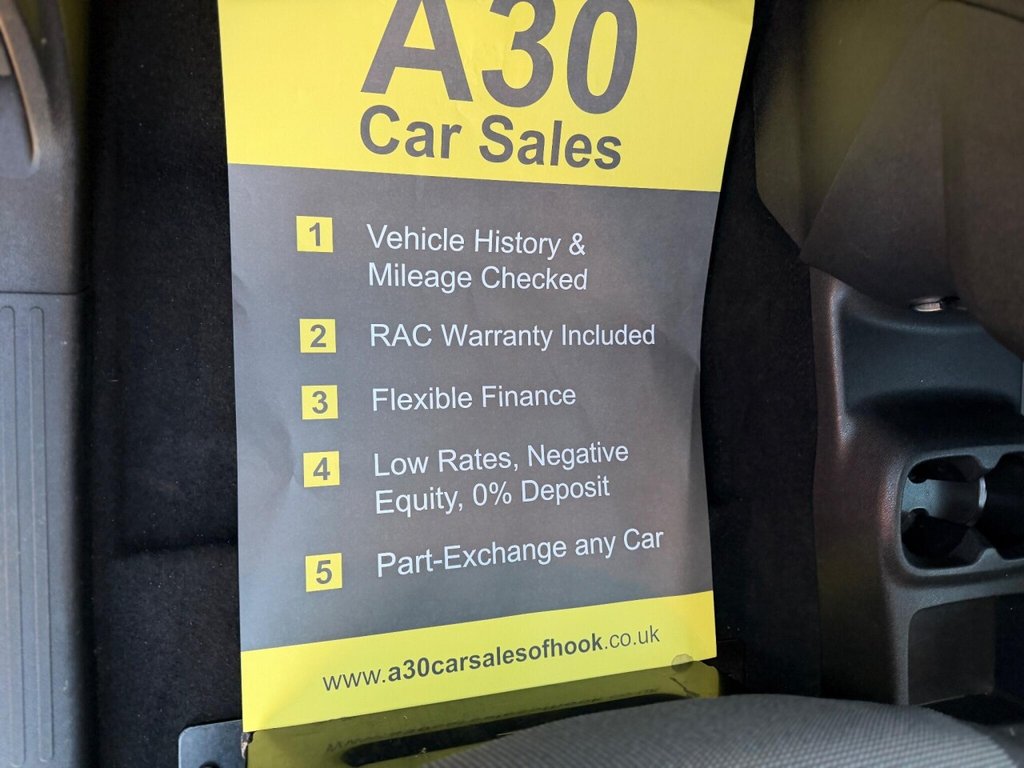 A30
Car Sales
1 Vehicle History &
Mileage Checked
2 RAC Warranty Included
3 Flexible Finance
4 Low Rates, Negative
Equity, 0% Deposit
5 Part-Exchange any Car
www.a30carsalesofhook.co.uk